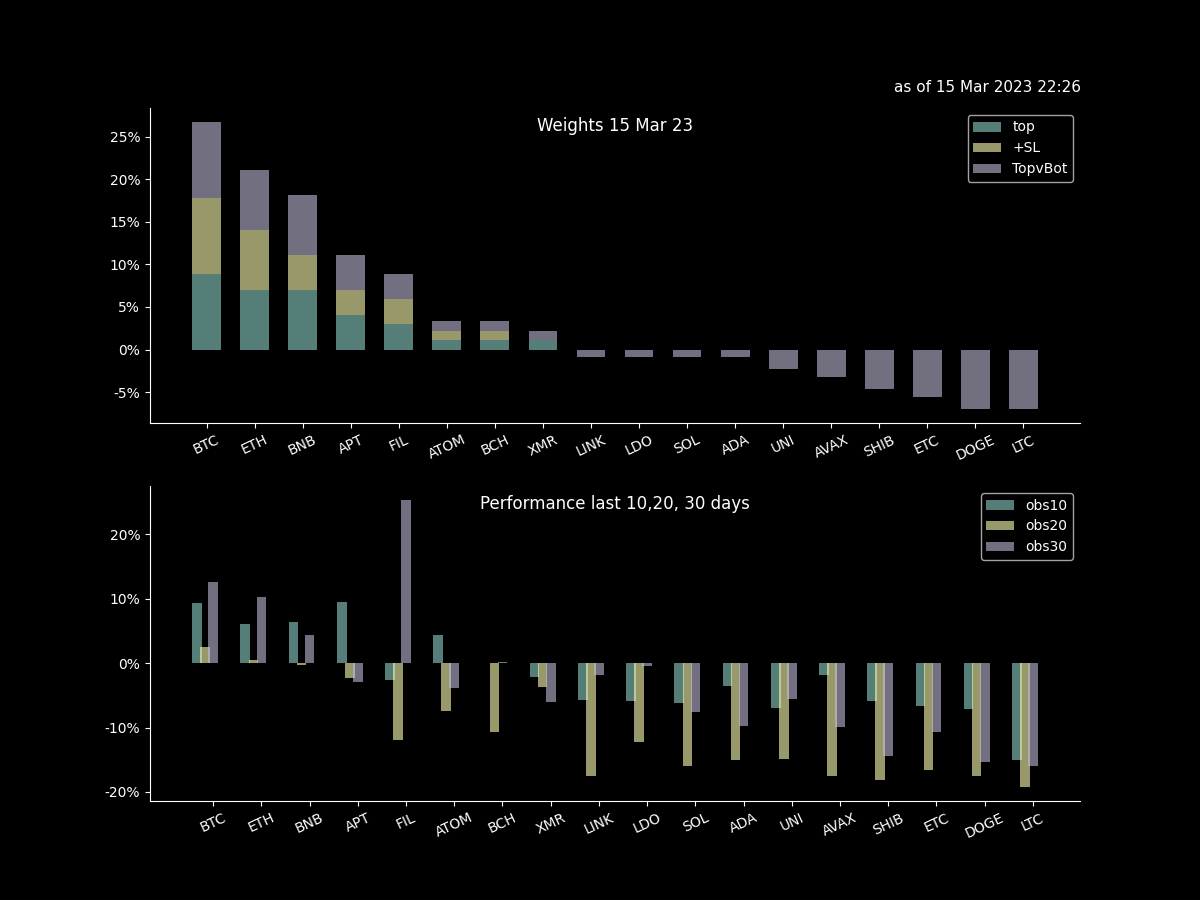 as of 15 Mar 2023 22:26
Weights 15 Mar 23
top
+SL
TopvBot
25%
20%
15%
10%
5%
0%
-5%
BTC ETH BNB APT FIL ATOM BCH XMR LINK LDO SOL ADA UNI AVAX SHIB ETC DOGE LTC
Performance last 10,20, 30 days
obs10
obs20
obs30
20%
10%
0%
-10%
-20%
BTC ETH BNB APT FIL ATOM BCH XMR LINK LDO SOL ADA UNI AVAX SHIB ETC DOGE LTC